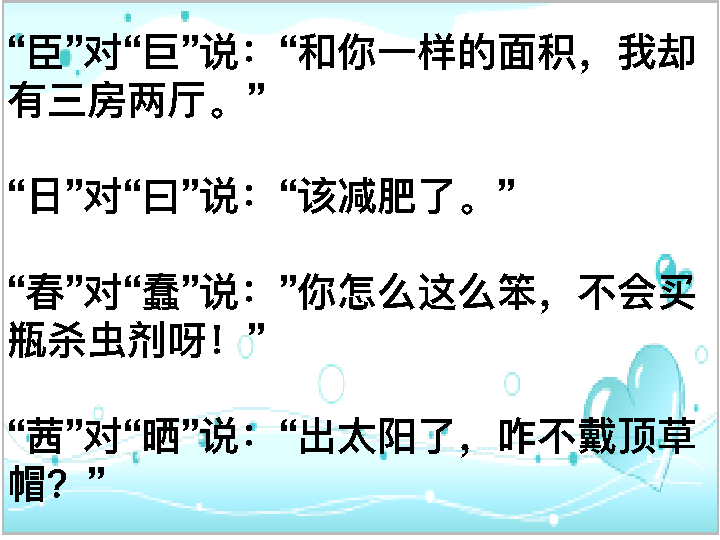 “臣”对“巨”说：“和你一样的面积，我却
有三房两厅。”
“日”对“曰”说：“该减肥了。”
“春”对“蠢”说：”你怎么这么笨，不会买
瓶杀虫剂呀！”
“茜”对“晒”说：“出太阳了，咋不戴顶草
帽？”